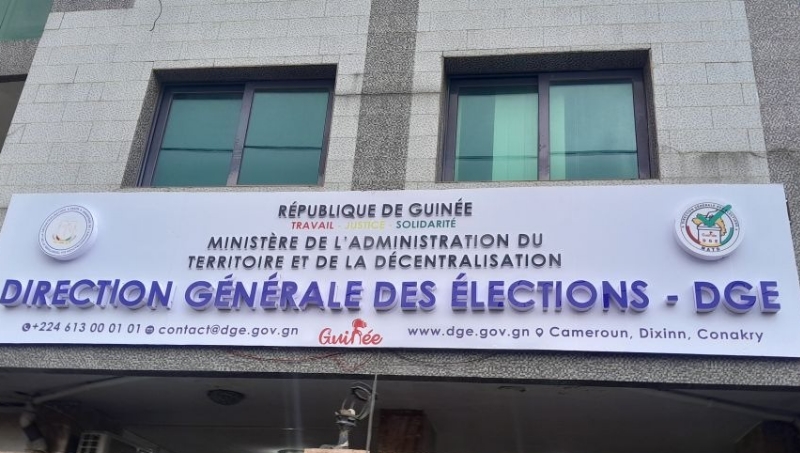 RÉPUBLIQUE DE GUINÉE
TRAVAIL - JUSTICE - SOLIDARITÉ
MINISTÈRE DE L'ADMINISTRATION DU
TERRITOIRE ET DE LA DÉCENTRALISATION
DIRECTION GÉNÉRALE DES ÉLECTIONS - DGE
+224 613 00 01 01 contact@dge.gov.gn Guinée www.dge.gov.gn Cameroun, Dixinn, Conakry